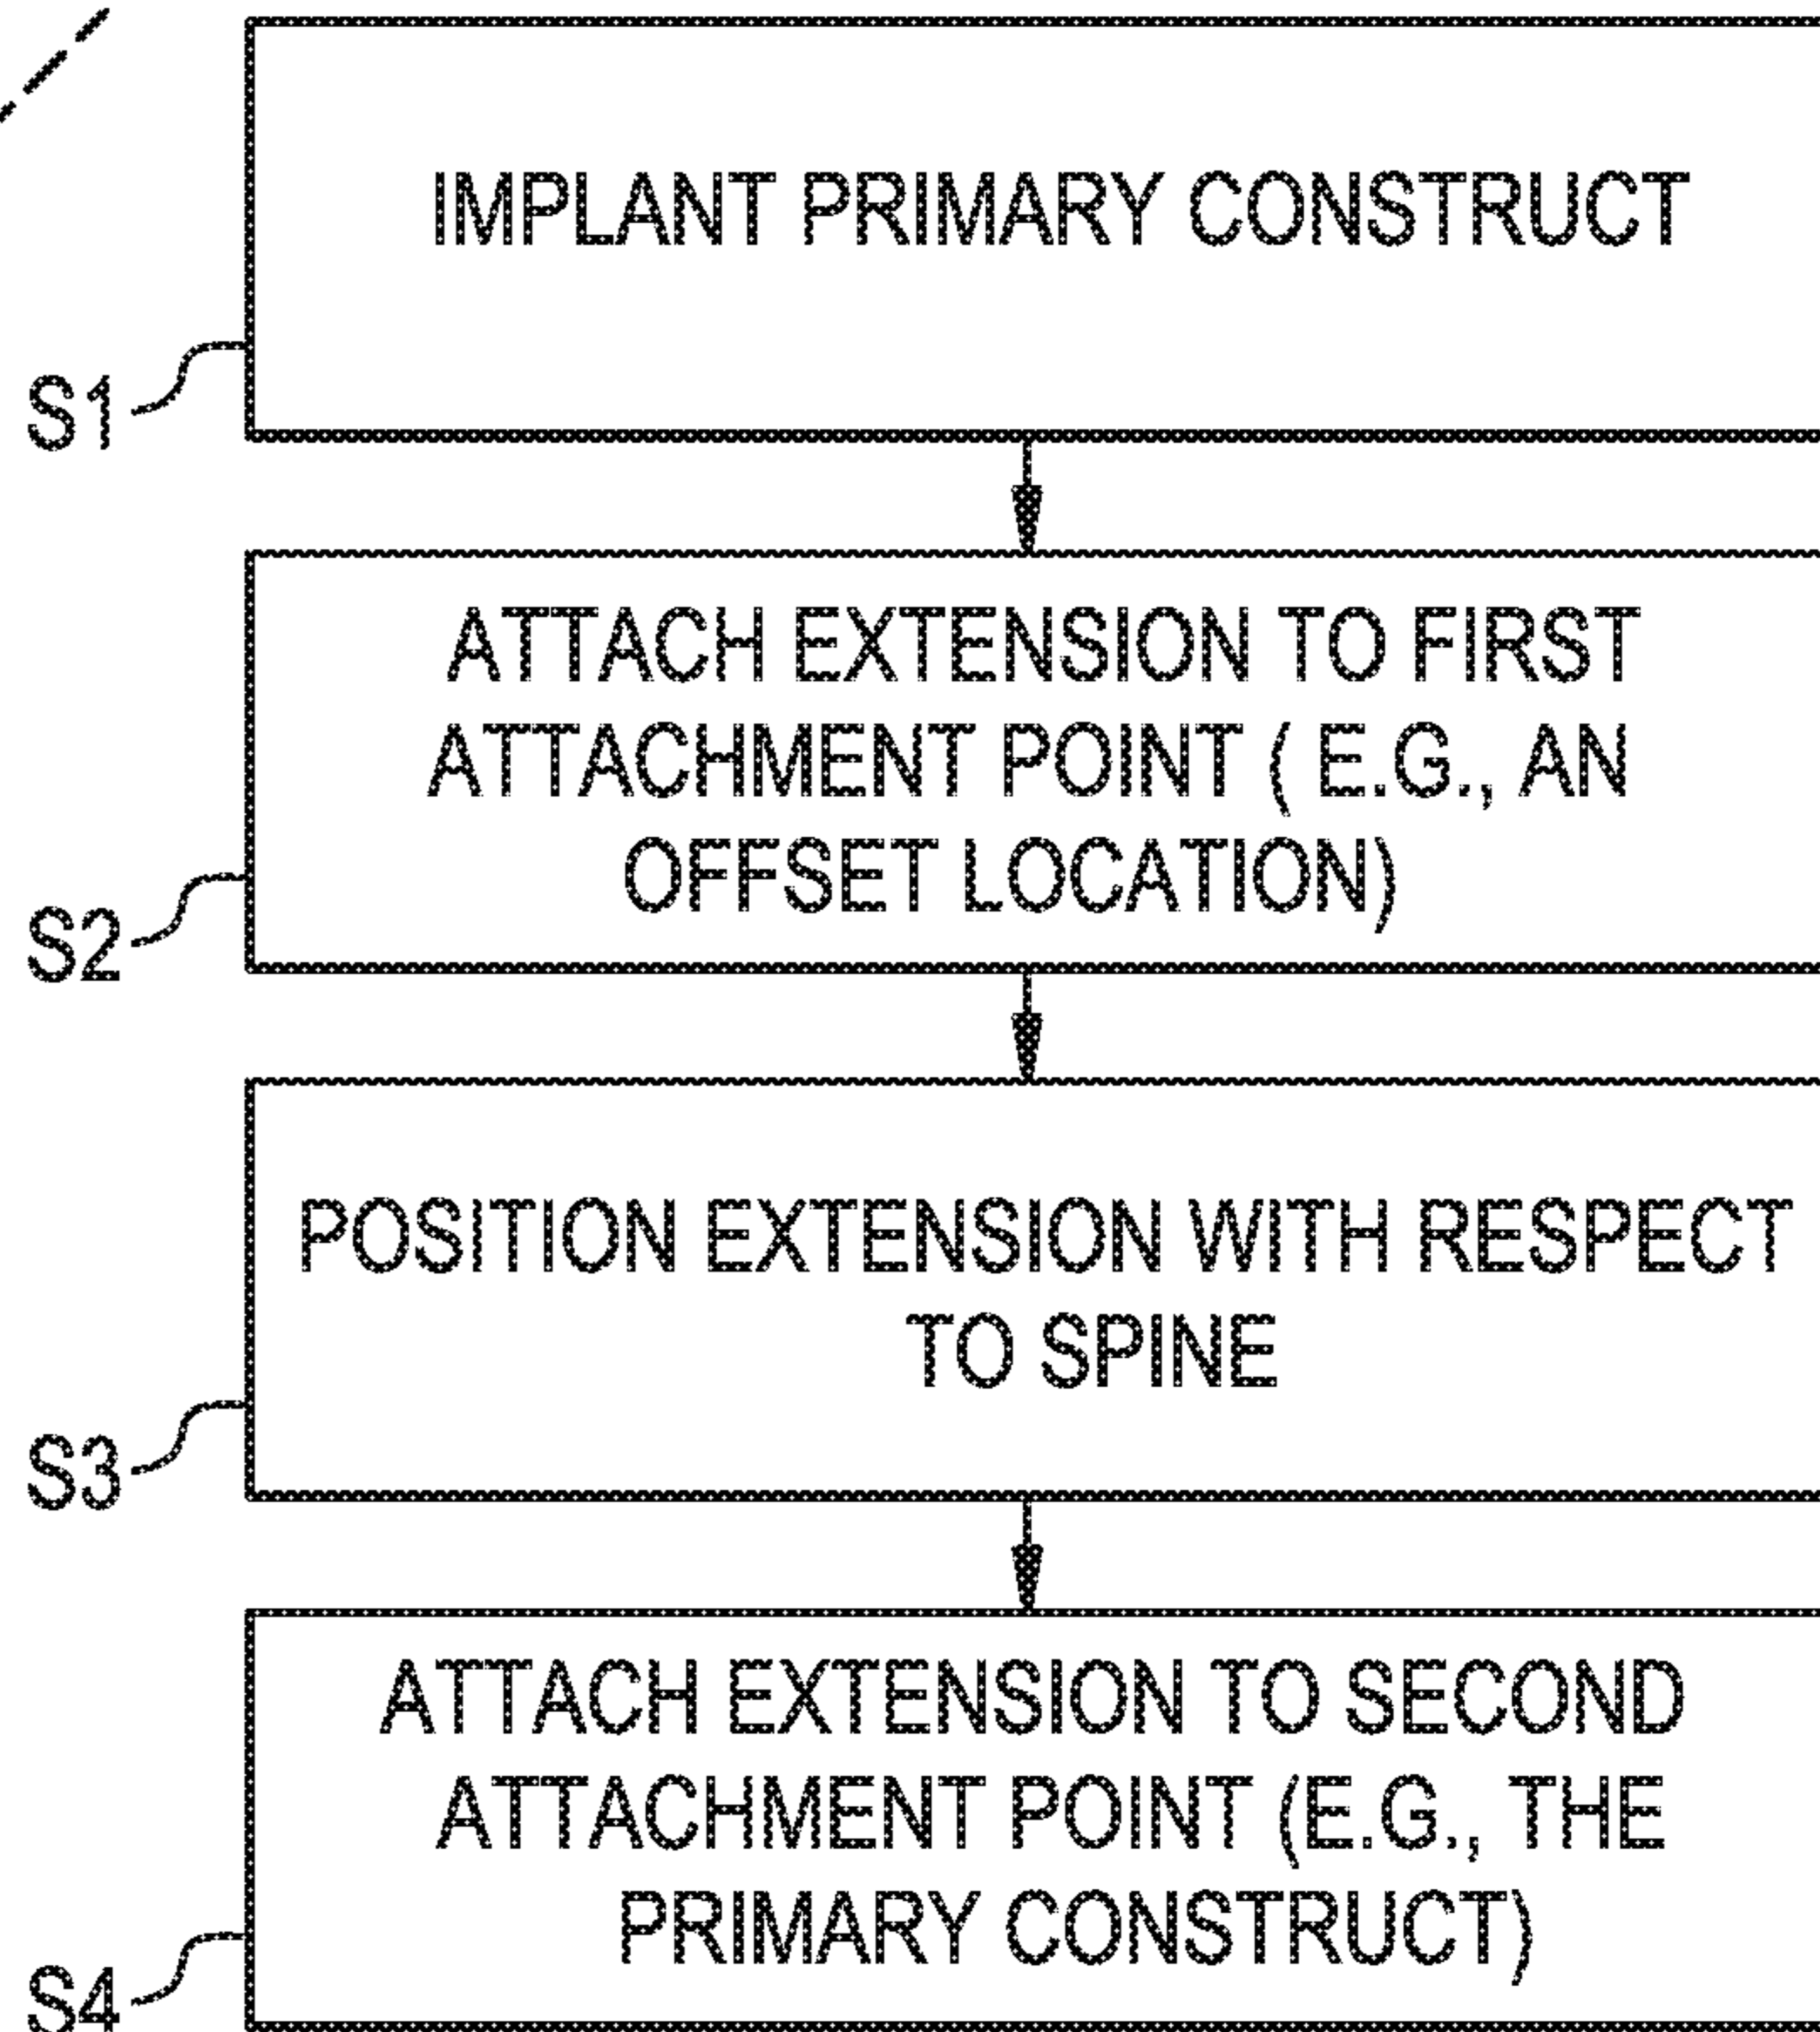 IMPLANT PRIMARY CONSTRUCT
S1
ATTACH EXTENSION TO FIRST
ATTACHMENT POINT ( E.G., AN
OFFSET LOCATION)
S2
POSITION EXTENSION WITH RESPECT
TO SPINE
S3
ATTACH EXTENSION TO SECOND
ATTACHMENT POINT (E.G., THE
PRIMARY CONSTRUCT)
S4